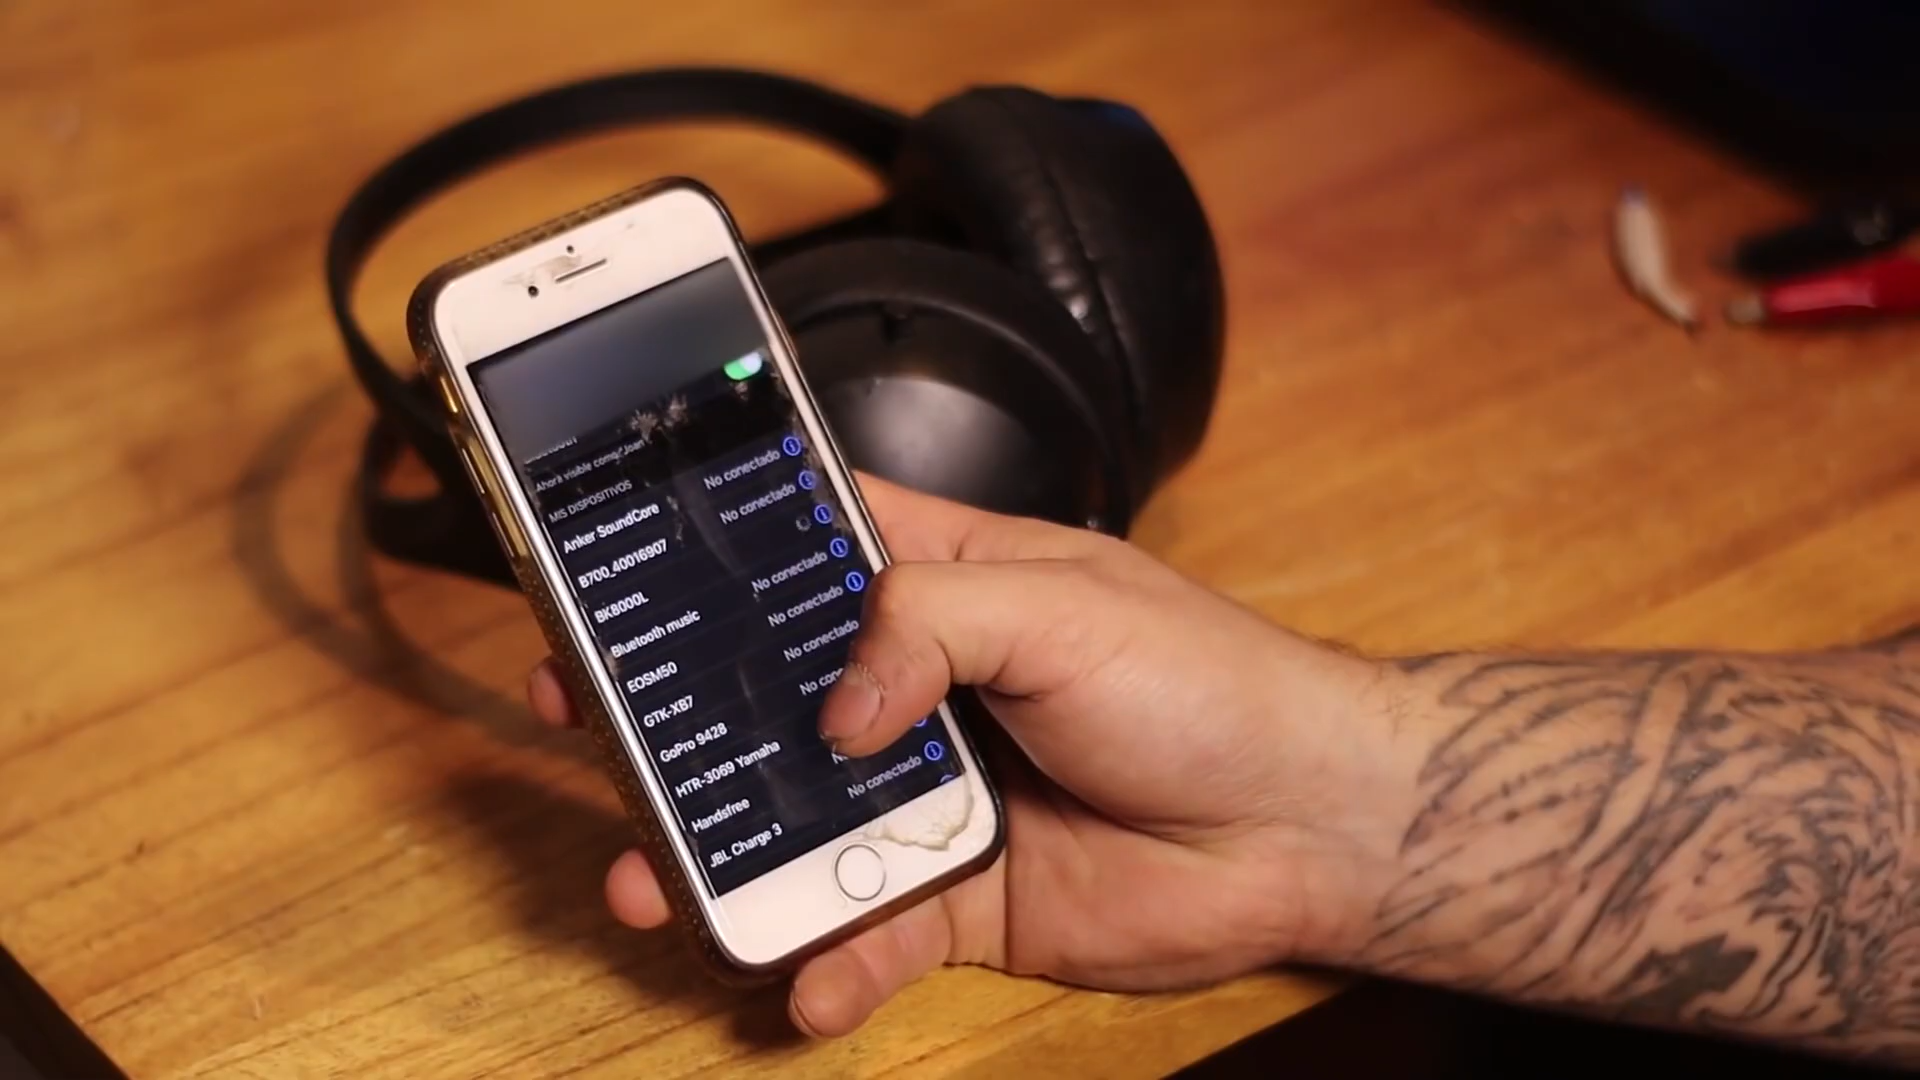 Ahora visible como "Joan"
MIS DISPOSITIVOS
Anker SoundCore No conectado
B700_40016907 No conectado
BK8000L
Bluetooth music No conectado
EOSM50 No conectado
GTK-XB7 No conectado
GoPro 9428 No
HTR-3069 Yamaha
Handsfree
JBL Charge 3 No conectado